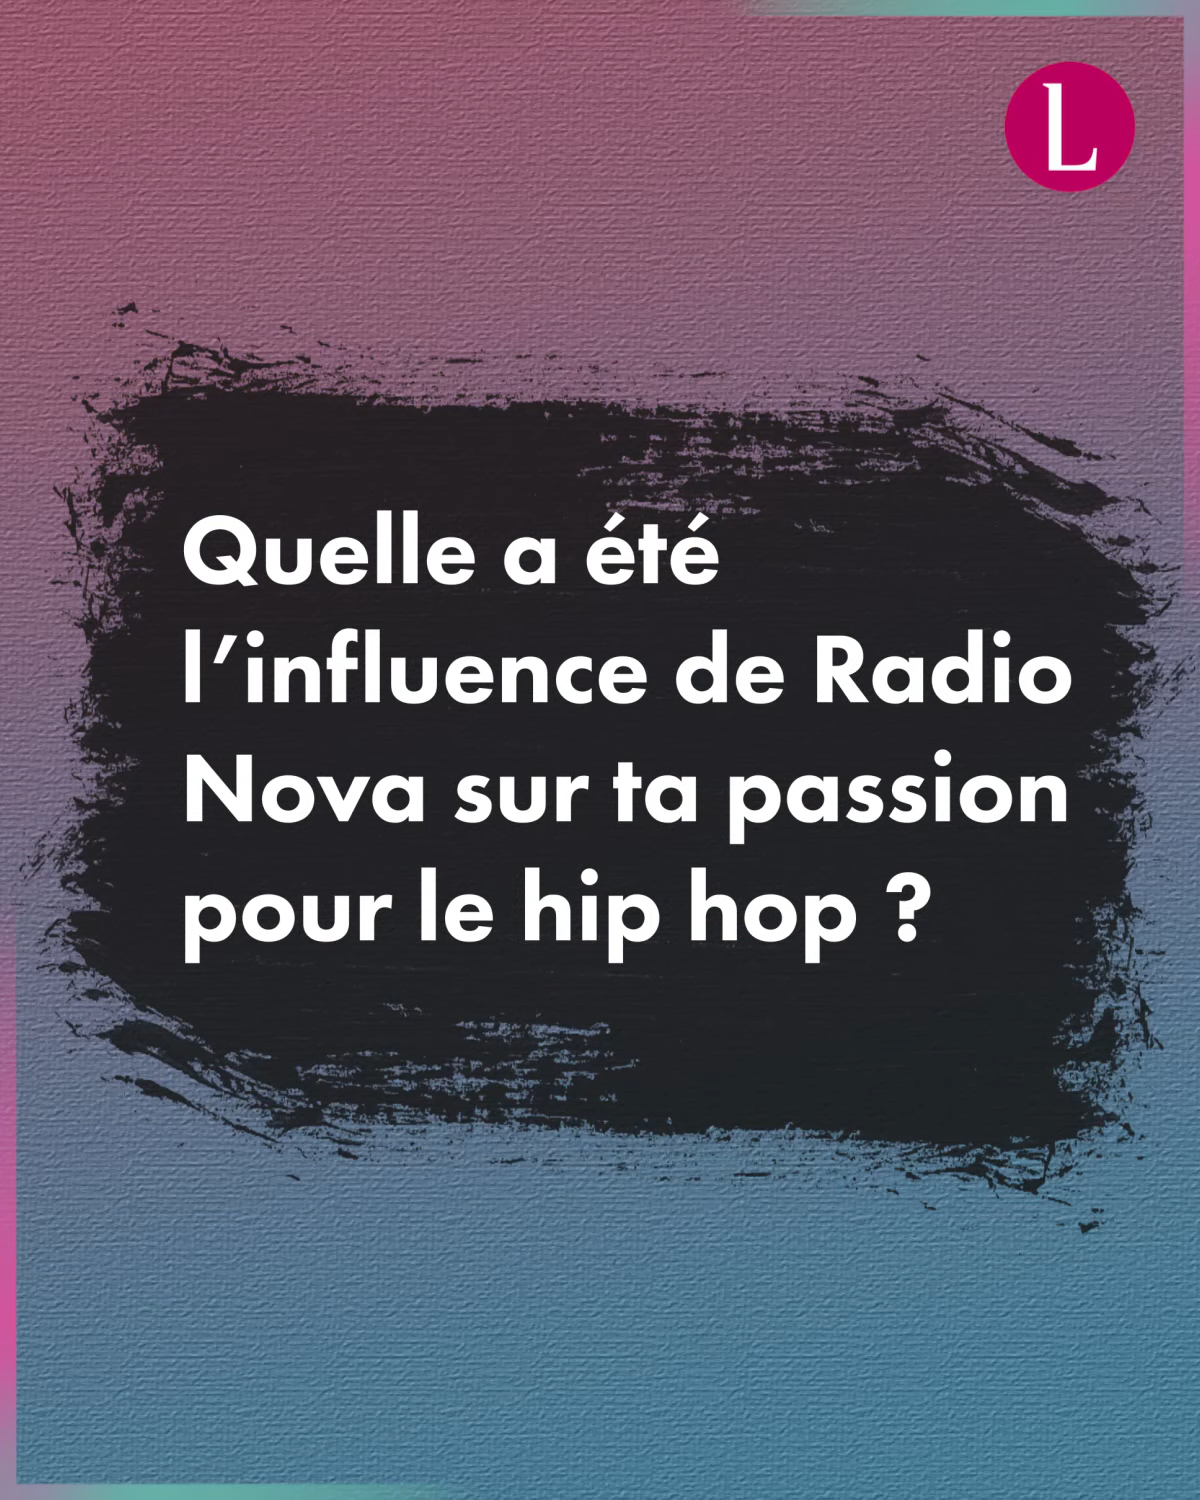 L
Quelle a été
l’influence de Radio
Nova sur ta passion
pour le hip hop ?